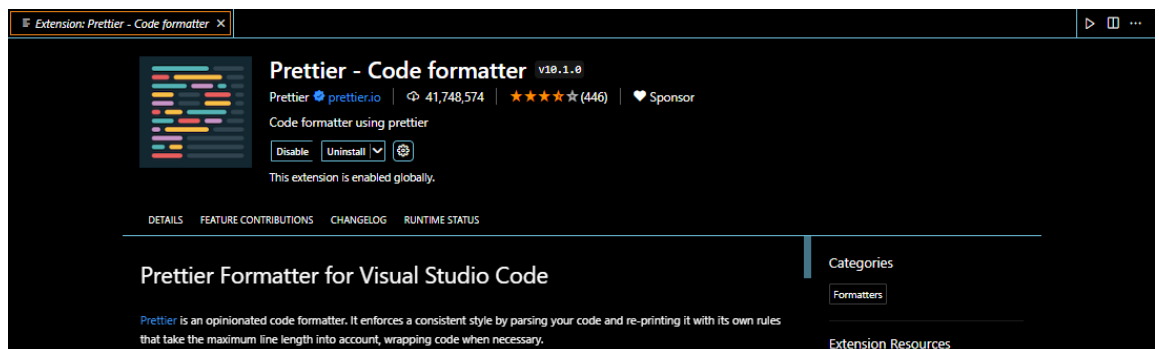 Extension: Prettier - Code formatter
Prettier - Code formatter v10.1.0
Prettier prettier.io 41,748,574 (446) Sponsor
Code formatter using prettier
Disable Uninstall
This extension is enabled globally.
DETAILS FEATURE CONTRIBUTIONS CHANGELOG RUNTIME STATUS
Prettier Formatter for Visual Studio Code
Prettier is an opinionated code formatter. It enforces a consistent style by parsing your code and re-printing it with its own rules
that take the maximum line length into account, wrapping code when necessary.
Categories
Formatters
Extension Resources